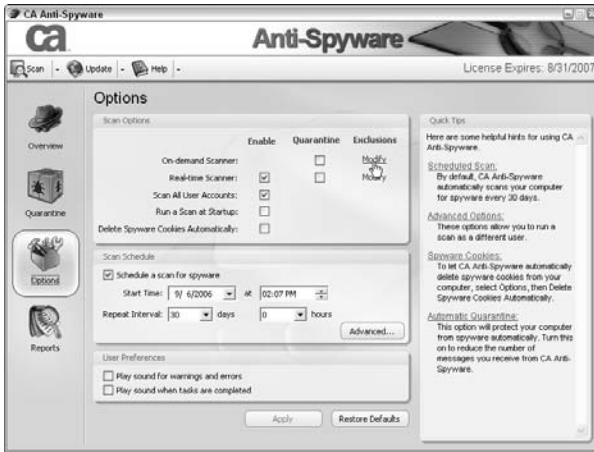 CA Anti-Spyware
ca
Anti-Spyware
Scan
Update
Help
License Expires: 8/31/2007
Overview
Quarantine
Options
Reports
Options
Scan Options
Enable Quarantine Exclusions
On-demand Scanner: Modify
Real-time Scanner: Modify
Scan All User Accounts:
Run a Scan at Startup:
Delete Spyware Cookies Automatically:
Scan Schedule
Schedule a scan for spyware
Start Time: 9/ 6/2006 at 02:07 PM
Repeat Interval: 30 days 0 hours
Advanced...
User Preferences
Play sound for warnings and errors
Play sound when tasks are completed
Apply
Restore Defaults
Quick Tips
Here are some helpful hints for using CA
Anti-Spyware.
Scheduled Scan:
By default, CA Anti-Spyware
automatically scans your computer
for spyware every 30 days.
Advanced Options:
These options allow you to run a
scan as a different user.
Spyware Cookies:
To let CA Anti-Spyware automatically
delete spyware cookies from your
computer, select Options, then Delete
Spyware Cookies Automatically.
Automatic Quarantine:
This option will protect your computer
from spyware automatically. Turn this
on to reduce the number of
messages you receive from CA Anti-
Spyware.